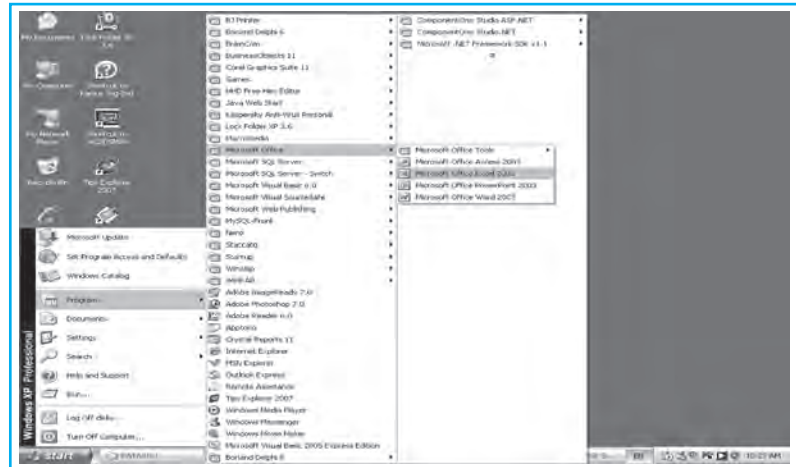 My Documents
My Computer
My Network
Places
Recycle Bin
Tips Explorer
2007
Microsoft Update
Set Program Access and Defaults
Windows Catalog
Programs
Documents
Settings
Search
Help and Support
Run...
Log Off
Turn Off Computer...
Windows XP Professional
start
BJ Printer
Borland Delphi 6
BusinessObjects 11
Corel Graphics Suite 11
Games
HHD Free Hex Editor
Java Web Start
Kaspersky Anti-Virus Personal
Lock Folder XP 3.6
Macromedia
Microsoft Office
Microsoft SQL Server
Microsoft SQL Server - Switch
Microsoft Visual Basic 6.0
Microsoft Visual SourceSafe
Microsoft Web Publishing
MySQL-Front
Nero
Startup
WinRAR
Adobe ImageReady 7.0
Adobe Photoshop 7.0
Adobe Reader 6.0
Crystal Reports 11
Internet Explorer
MSN Explorer
Outlook Express
Remote Assistance
Tips Explorer 2007
Windows Media Player
Windows Messenger
Windows Movie Maker
Microsoft Visual Basic 2005 Express Edition
Borland Delphi 8
ComponentOne Studio ASP.NET
ComponentOne Studio.NET
Microsoft .NET Framework SDK v1.1
Microsoft Office Tools
Microsoft Office Access 2003
Microsoft Office Excel 2003
Microsoft Office PowerPoint 2003
Microsoft Office Word 2003